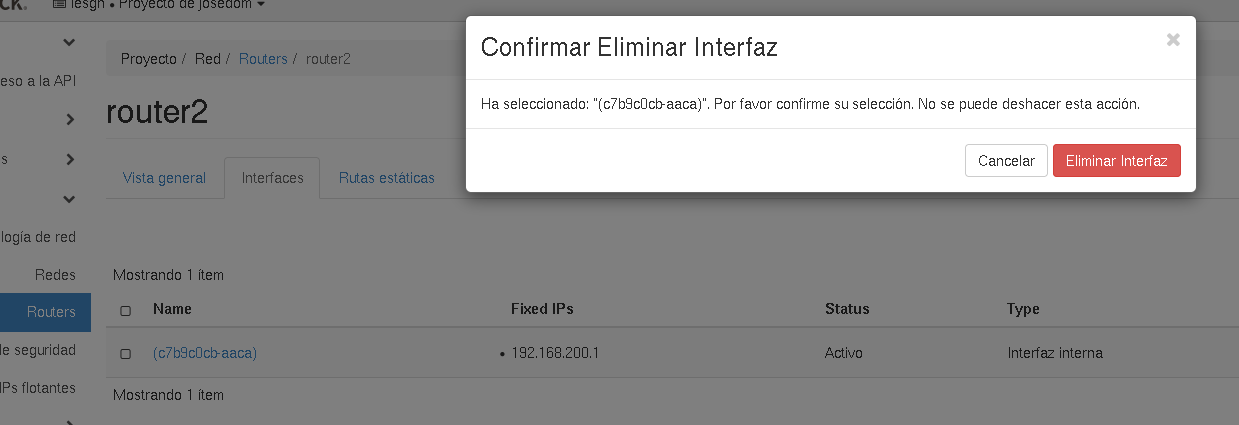 CK. iesgn • Proyecto de josedom
Confirmar Eliminar Interfaz
×
Ha seleccionado: "(c7b9c0cb-aaca)". Por favor confirme su selección. No se puede deshacer esta acción.
Cancelar Eliminar Interfaz
Proyecto / Red / Routers / router2
eso a la API
router2
s
Vista general Interfaces Rutas estáticas
logía de red
Redes
Routers
de seguridad
IPs flotantes
Mostrando 1 ítem
Name Fixed IPs Status Type
(c7b9c0cb-aaca) • 192.168.200.1 Activo Interfaz interna
Mostrando 1 ítem